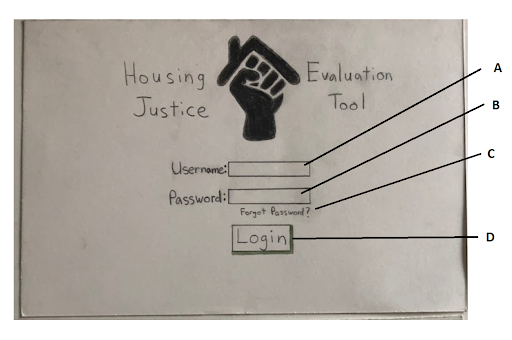 Housing Evaluation
Justice Tool
Username:
Password:
Forgot Password?
Login
A
B
C
D